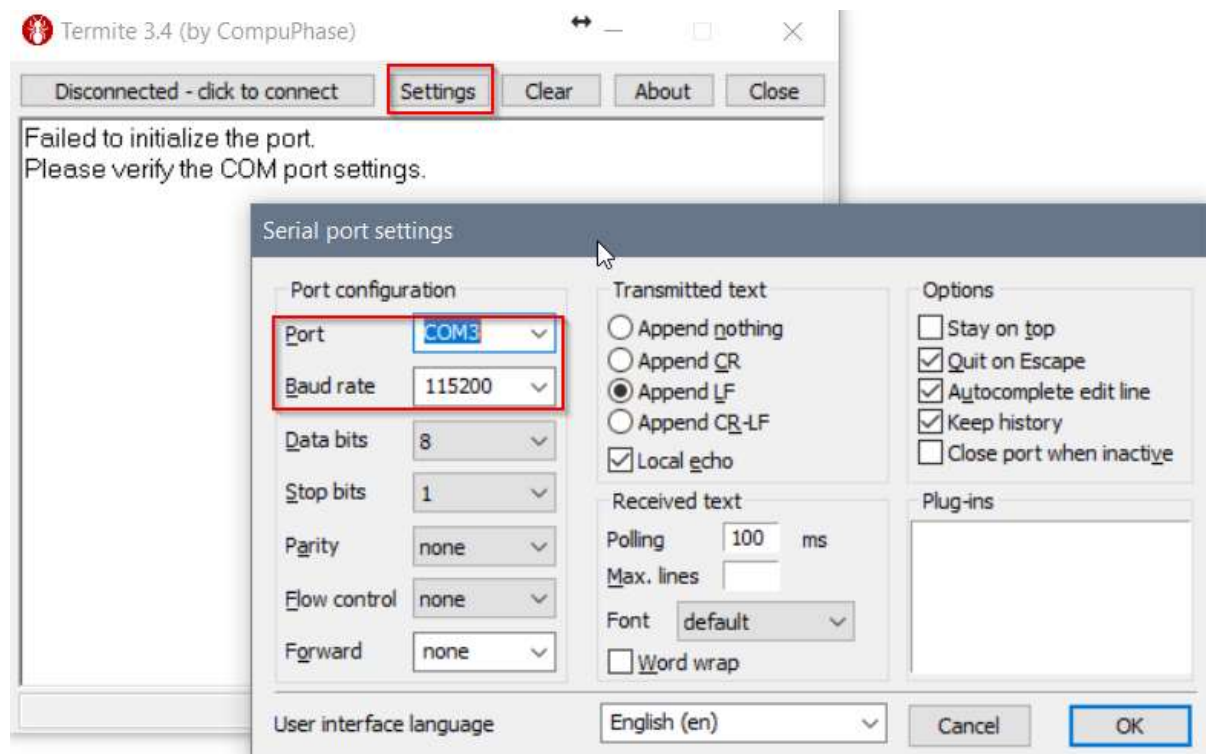 Termite 3.4 (by CompuPhase)
Disconnected - click to connect
Settings
Clear
About
Close
Failed to initialize the port.
Please verify the COM port settings.
Serial port settings
Port configuration
Port
COM3
Baud rate
115200
Data bits
8
Stop bits
1
Parity
none
Flow control
none
Forward
none
Transmitted text
Append nothing
Append CR
Append LF
Append CR-LF
Local echo
Received text
Polling
100
ms
Max. lines
Font
default
Word wrap
Options
Stay on top
Quit on Escape
Autocomplete edit line
Keep history
Close port when inactive
Plug-ins
User interface language
English (en)
Cancel
OK